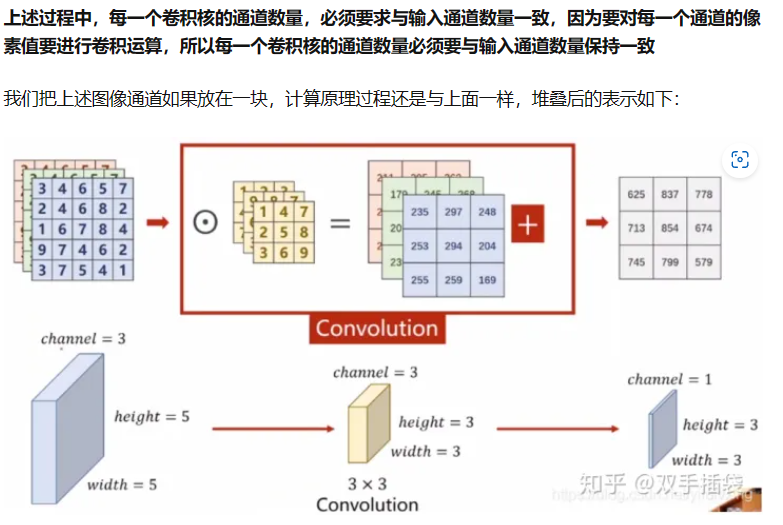 上述过程中，每一个卷积核的通道数量，必须要求与输入通道数量一致，因为要对每一个通道的像
素值要进行卷积运算，所以每一个卷积核的通道数量必须要与输入通道数量保持一致
我们把上述图像通道如果放在一块，计算原理过程还是与上面一样，堆叠后的表示如下：
3 4 6 5 7
2 4 6 8 2
1 6 7 8 4
9 7 4 6 2
3 7 5 4 1
⊙
1 4 7
2 5 8
3 6 9
=
235 297 248
253 294 204
255 259 169
+
625 837 778
713 854 674
745 799 579
Convolution
channel = 3
height = 5
width = 5
channel = 3
height = 3
width = 3
3 × 3
Convolution
channel = 1
height = 3
width = 3
知乎 @双手插袋